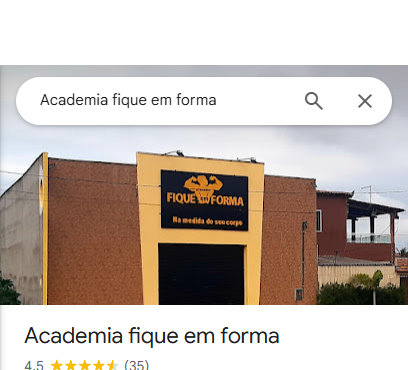 Academia fique em forma
FIQUE EM FORMA
Na medida do seu corpo
Academia fique em forma
4,5 (35)